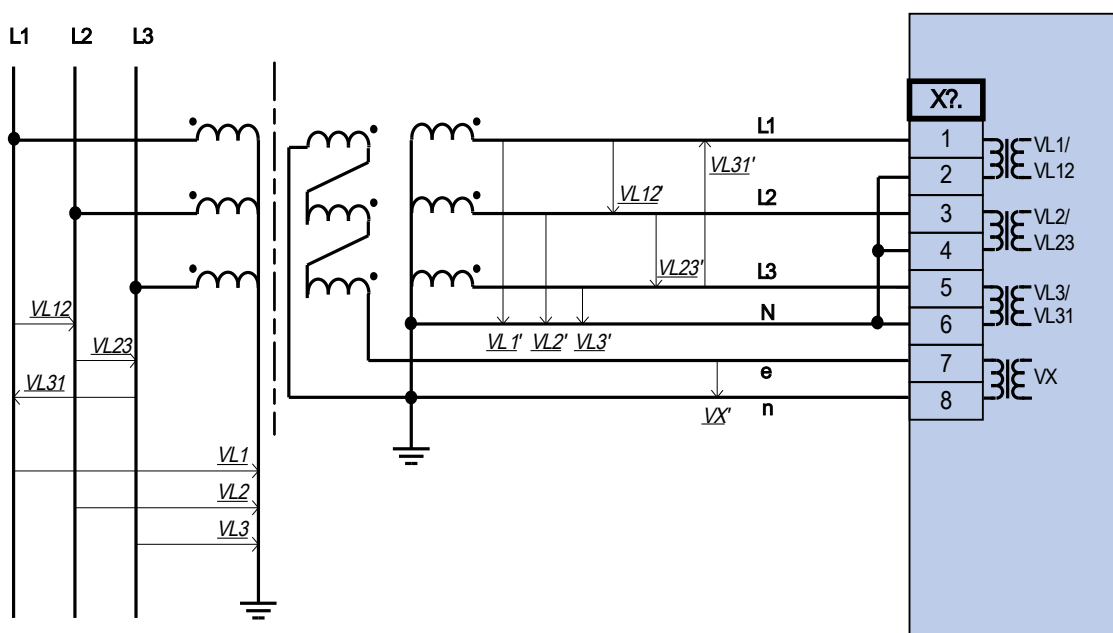 L1 L2 L3
X?.
1
2
3
4
5
6
7
8
VL1/
VL12
VL2/
VL23
VL3/
VL31
VX
L1
L2
L3
N
e
n
VL31'
VL12'
VL23'
VL1' VL2' VL3'
VX'
VL12
VL23
VL31
VL1
VL2
VL3